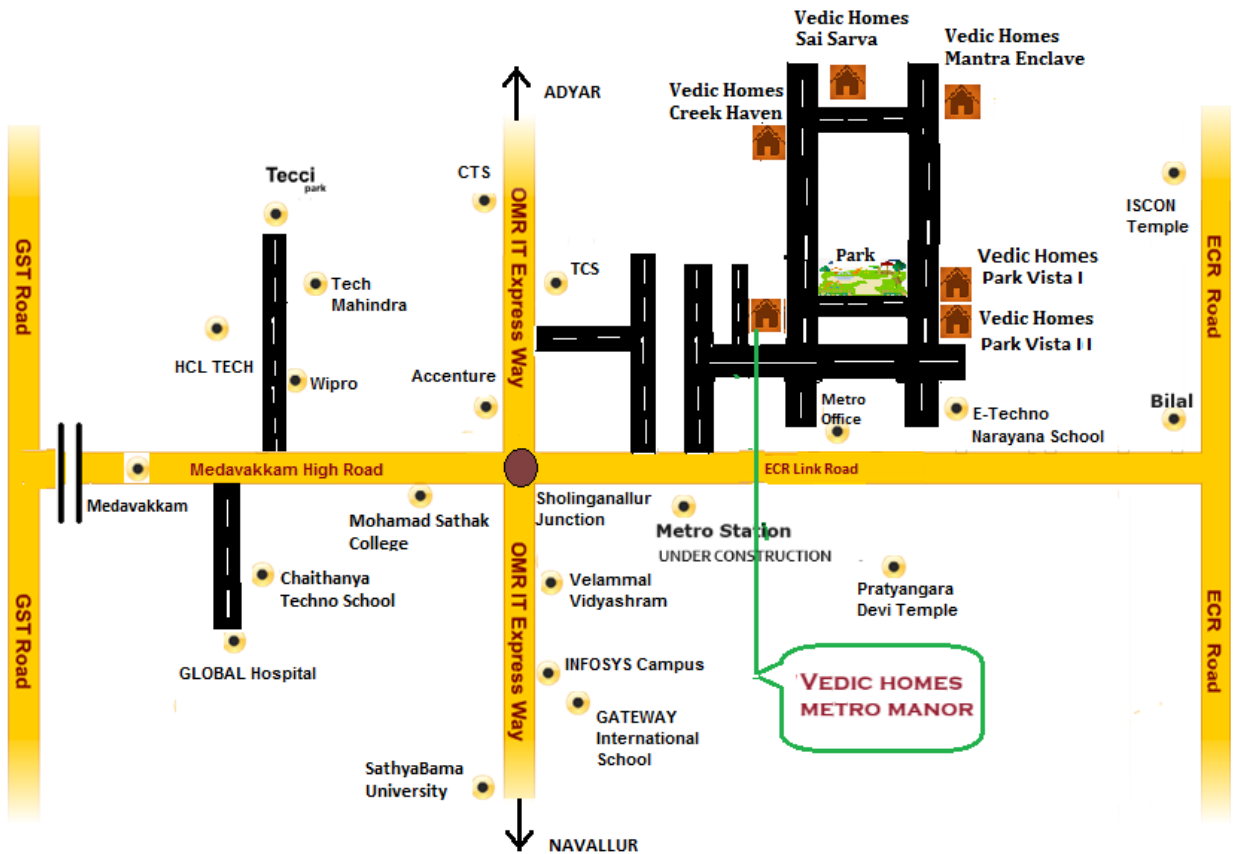 Vedic Homes
Sai Sarva
Vedic Homes
Mantra Enclave
Vedic Homes
Creek Haven
ADYAR
Tecci
park
CTS
OMR IT Express Way
GST Road
ECR Road
ISCON
Temple
Tech
Mahindra
TCS
Park
Vedic Homes
Park Vista I
Vedic Homes
Park Vista II
HCL TECH
Wipro
Accenture
Metro
Office
E-Techno
Narayana School
Bilal
Medavakkam High Road
ECR Link Road
Medavakkam
Mohamad Sathak
College
Sholinganallur
Junction
Metro Station
UNDER CONSTRUCTION
Chaithanya
Techno School
Velammal
Vidyashram
Pratyangara
Devi Temple
GST Road
OMR IT Express Way
ECR Road
GLOBAL Hospital
INFOSYS Campus
VEDIC HOMES
METRO MANOR
GATEWAY
International
School
SathyaBama
University
NAVALLUR